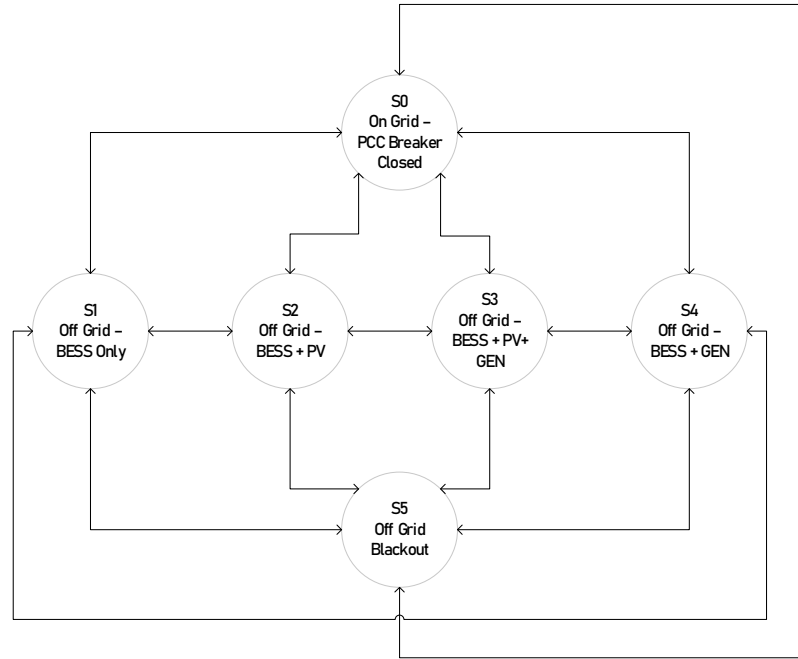 S0
On Grid –
PCC Breaker
Closed
S1
Off Grid –
BESS Only
S2
Off Grid –
BESS + PV
S3
Off Grid –
BESS + PV+
GEN
S4
Off Grid –
BESS + GEN
S5
Off Grid
Blackout